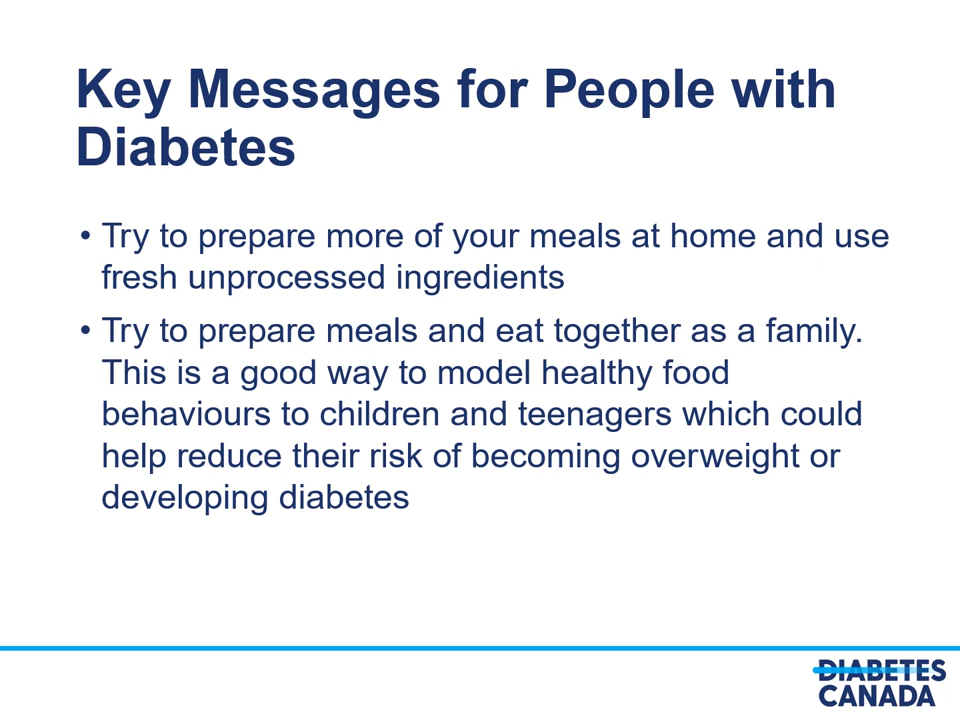 Key Messages for People with
Diabetes
• Try to prepare more of your meals at home and use
fresh unprocessed ingredients
• Try to prepare meals and eat together as a family.
This is a good way to model healthy food
behaviours to children and teenagers which could
help reduce their risk of becoming overweight or
developing diabetes
DIABETES
CANADA